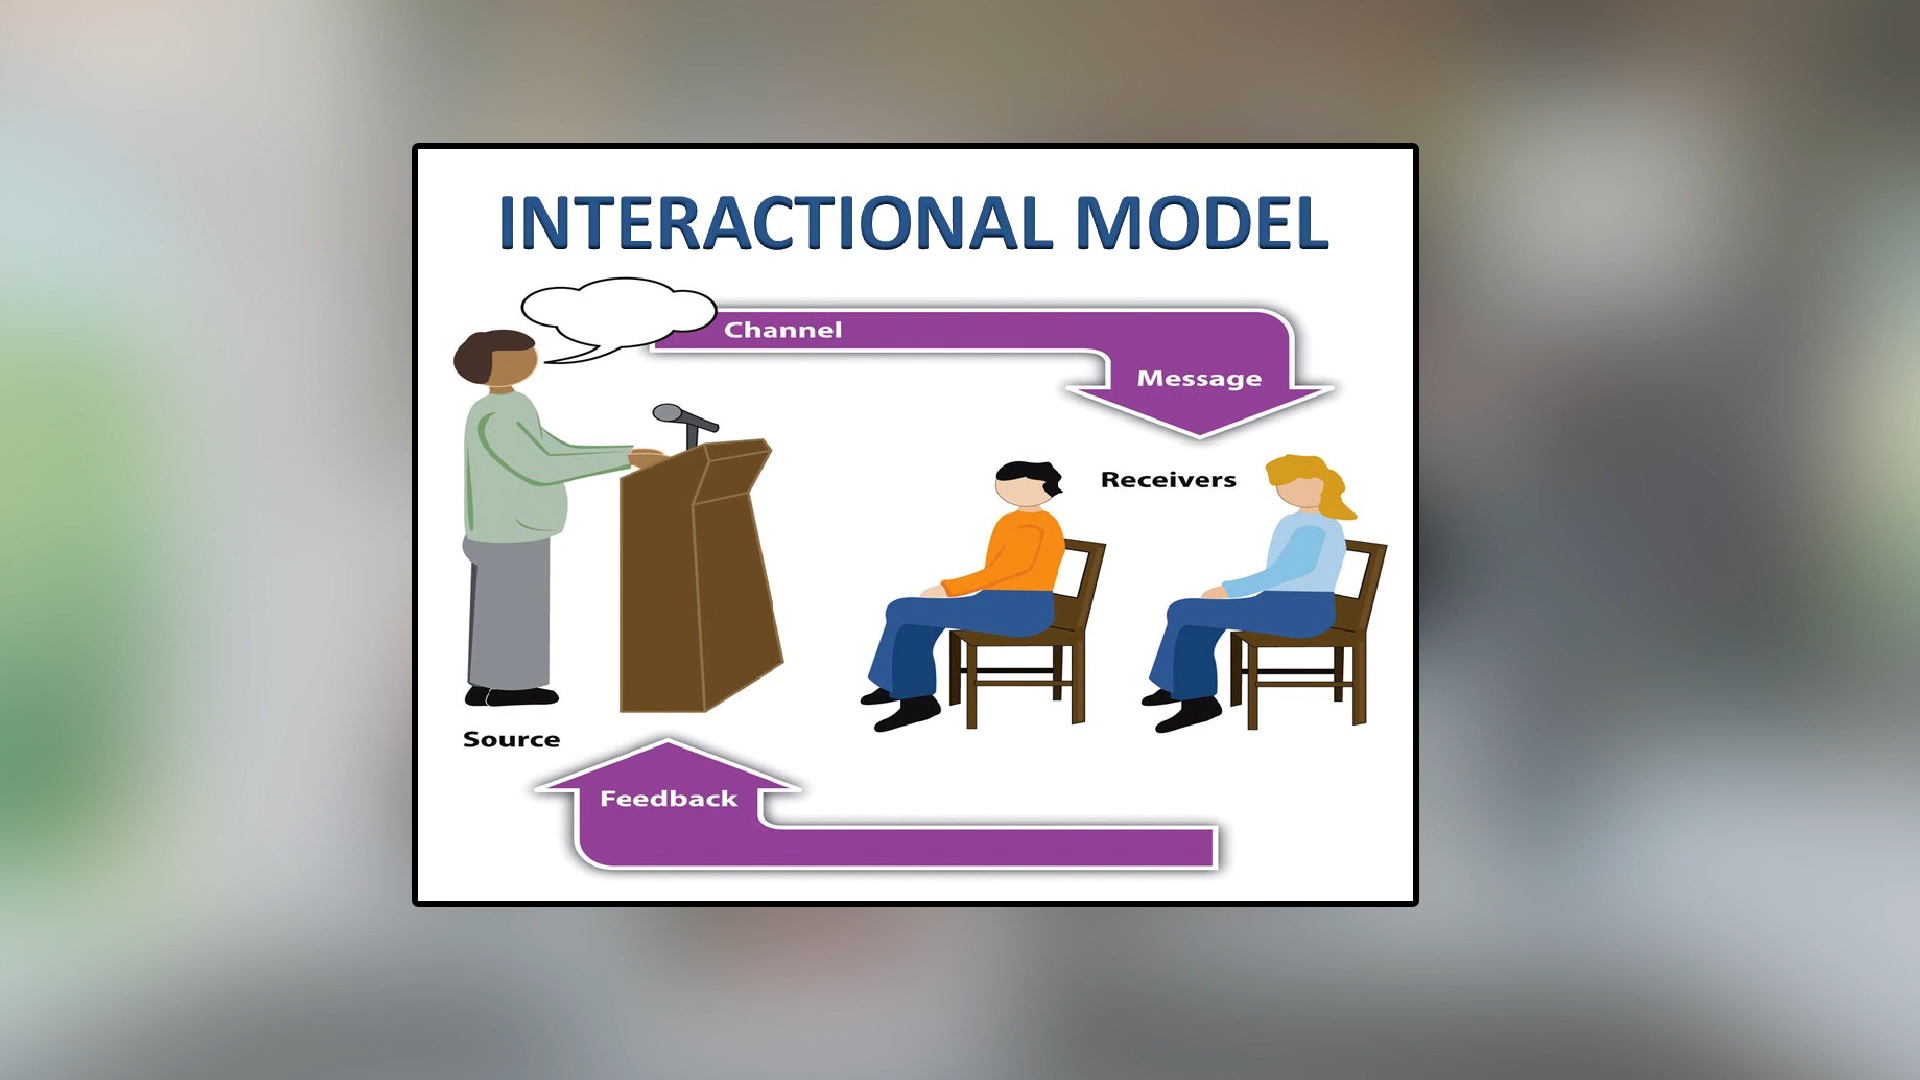 INTERACTIONAL MODEL
Channel
Message
Receivers
Source
Feedback